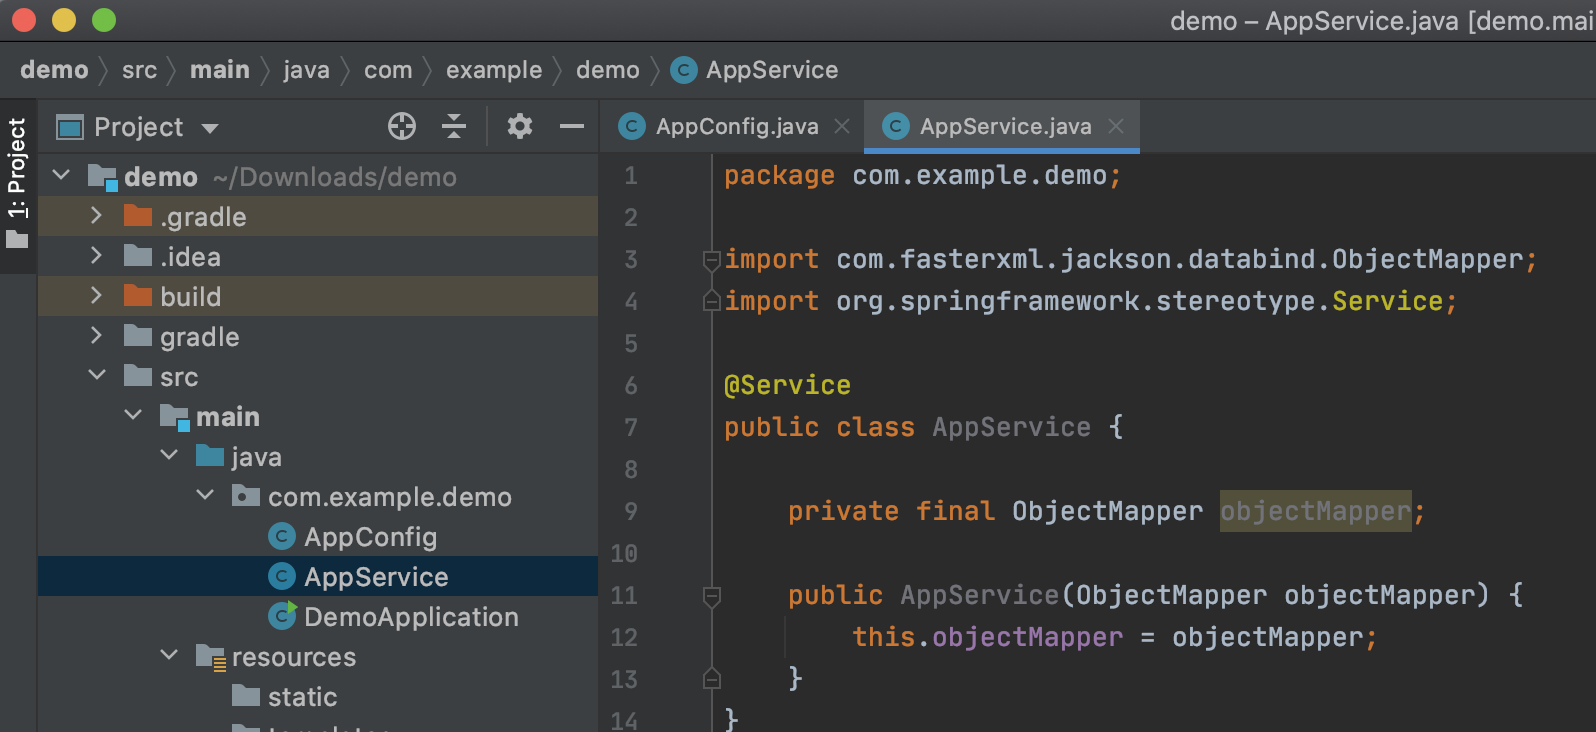 demo – AppService.java [demo.mai
demo src main java com example demo AppService
1: Project
Project
demo ~/Downloads/demo
.gradle
.idea
build
gradle
src
main
java
com.example.demo
AppConfig
AppService
DemoApplication
resources
static
AppConfig.java AppService.java
1 package com.example.demo;
2
3 import com.fasterxml.jackson.databind.ObjectMapper;
4 import org.springframework.stereotype.Service;
5
6 @Service
7 public class AppService {
8
9 private final ObjectMapper objectMapper;
10
11 public AppService(ObjectMapper objectMapper) {
12 this.objectMapper = objectMapper;
13 }
14 }